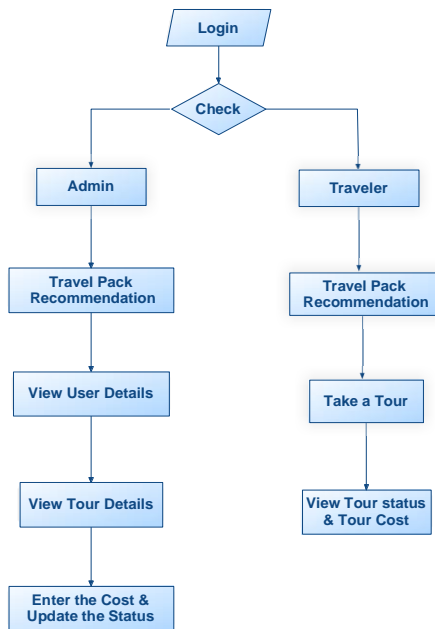 Login
Check
Admin
Traveler
Travel Pack
Recommendation
Travel Pack
Recommendation
View User Details
Take a Tour
View Tour Details
View Tour status
& Tour Cost
Enter the Cost &
Update the Status